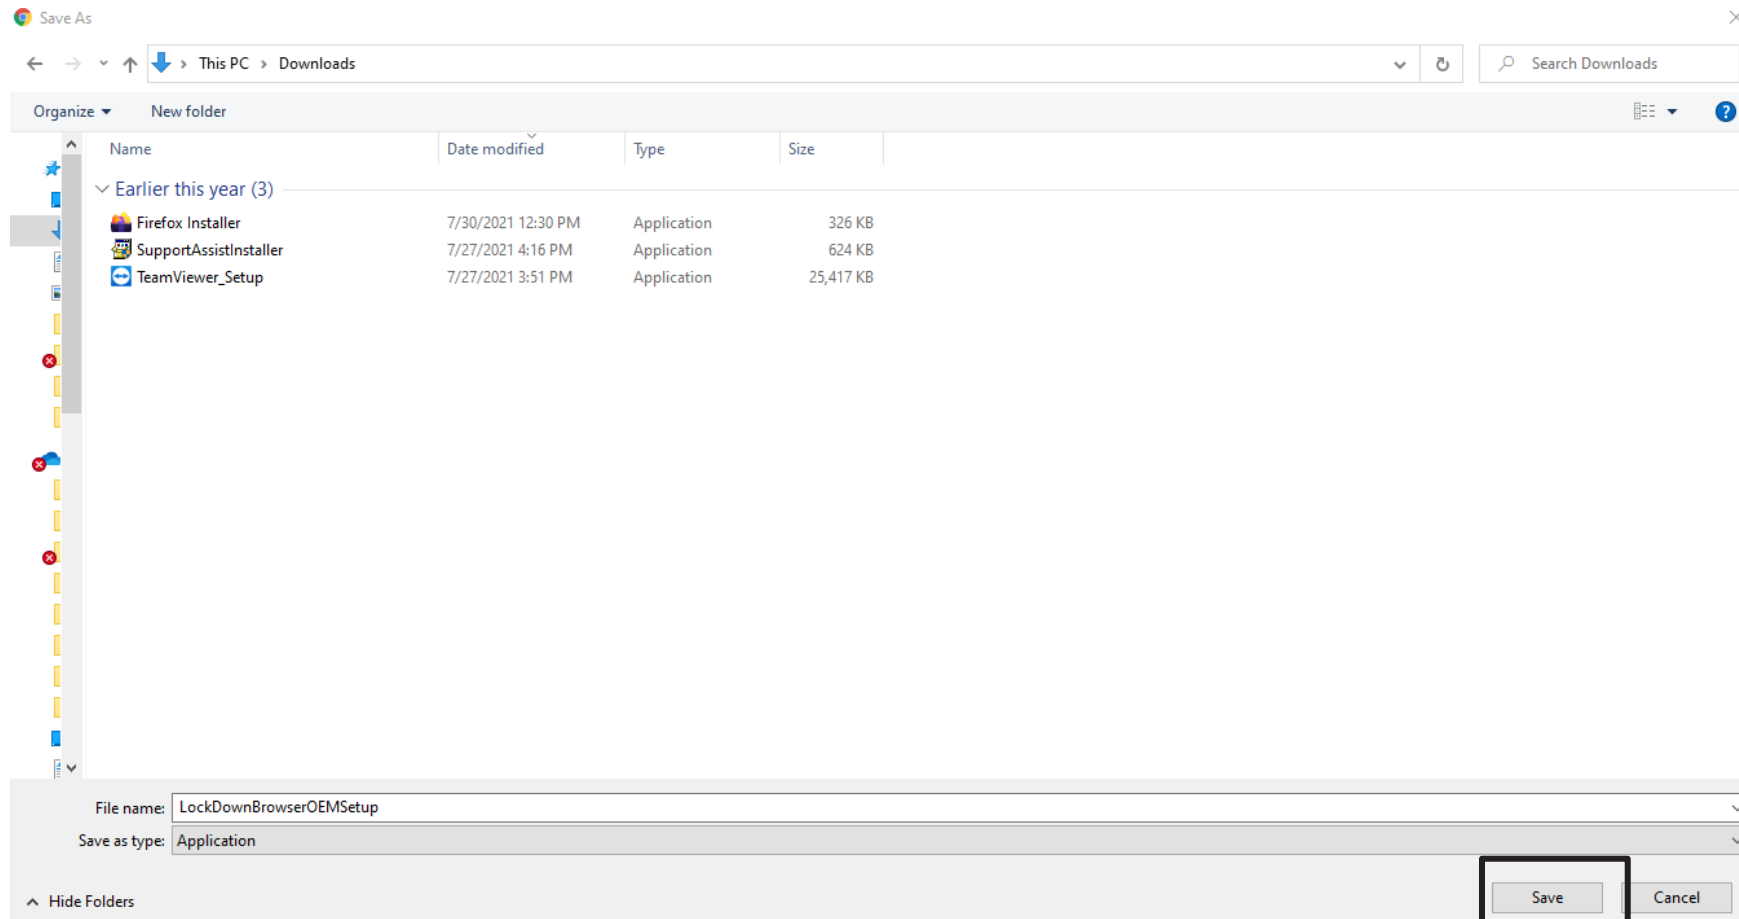 Save As
This PC > Downloads
Search Downloads
Organize
New folder
Name Date modified Type Size
Earlier this year (3)
Firefox Installer 7/30/2021 12:30 PM Application 326 KB
SupportAssistInstaller 7/27/2021 4:16 PM Application 624 KB
TeamViewer_Setup 7/27/2021 3:51 PM Application 25,417 KB
File name: LockDownBrowserOEMSetup
Save as type: Application
Hide Folders
Save
Cancel